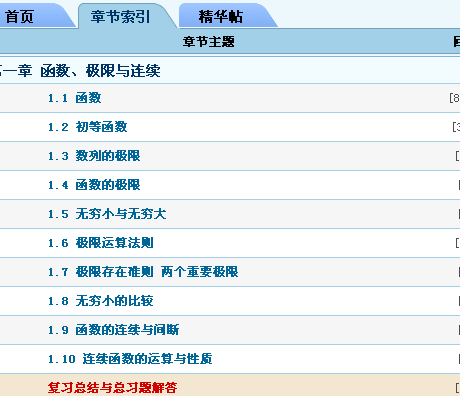 首页 章节索引 精华帖
章节主题
一章 函数、极限与连续
1.1 函数 [8
1.2 初等函数 [3
1.3 数列的极限 [
1.4 函数的极限
1.5 无穷小与无穷大
1.6 极限运算法则 [
1.7 极限存在准则 两个重要极限
1.8 无穷小的比较
1.9 函数的连续与间断
1.10 连续函数的运算与性质
复习总结与总习题解答 [